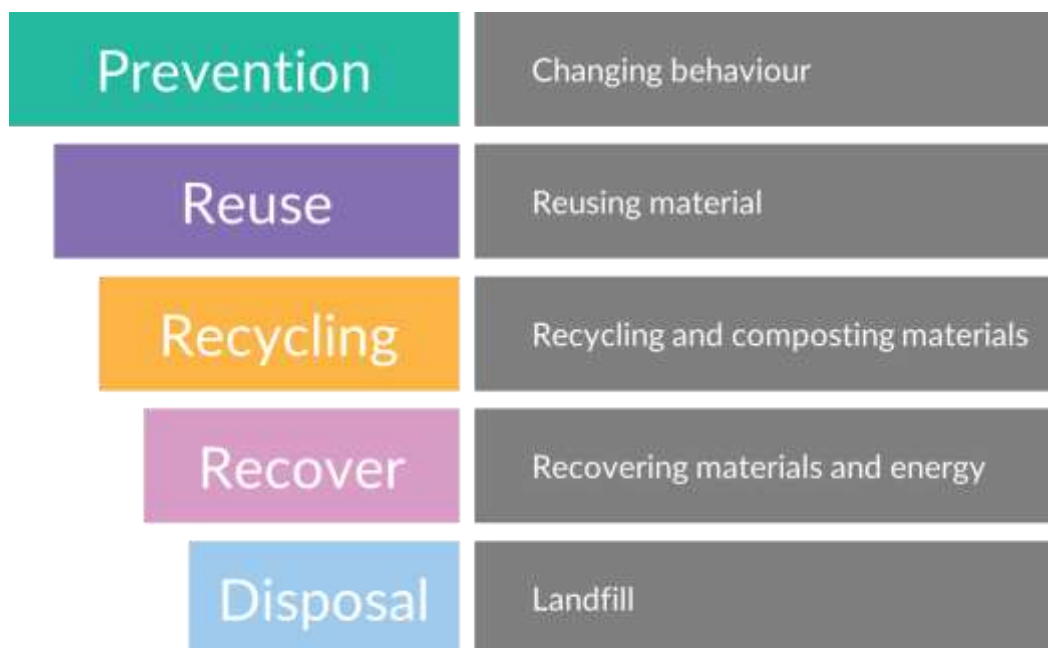 Prevention
Changing behaviour
Reuse
Reusing material
Recycling
Recycling and composting materials
Recover
Recovering materials and energy
Disposal
Landfill